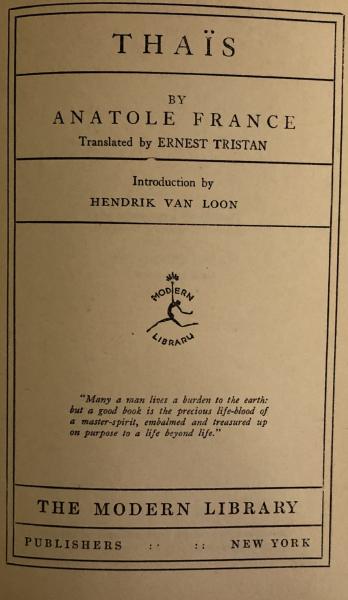 THAÏS
BY
ANATOLE FRANCE
Translated by ERNEST TRISTAN
Introduction by
HENDRIK VAN LOON
MODERN
LIBRARY
"Many a man lives a burden to the earth:
but a good book is the precious life-blood of
a master-spirit, embalmed and treasured up
on purpose to a life beyond life."
THE MODERN LIBRARY
PUBLISHERS : · : : NEW YORK